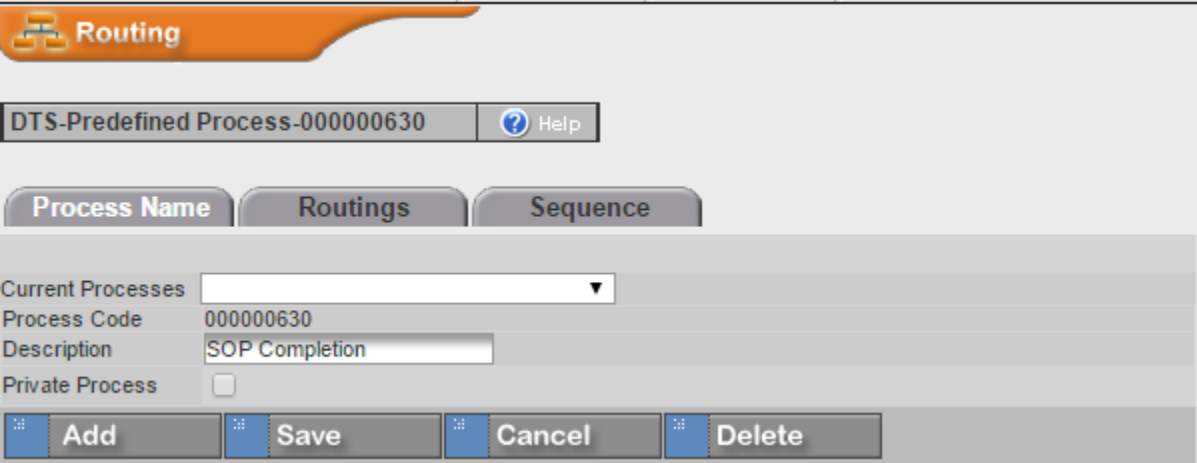 Routing
DTS-Predefined Process-000000630 Help
Process Name Routings Sequence
Current Processes
Process Code 000000630
Description SOP Completion
Private Process
Add Save Cancel Delete